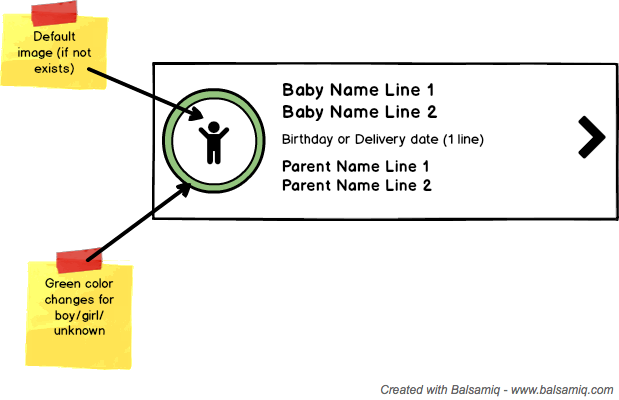 Default
image (if not
exists)
Baby Name Line 1
Baby Name Line 2
Birthday or Delivery date (1 line)
Parent Name Line 1
Parent Name Line 2
Green color
changes for
boy/girl/
unknown
Created with Balsamiq - www.balsamiq.com